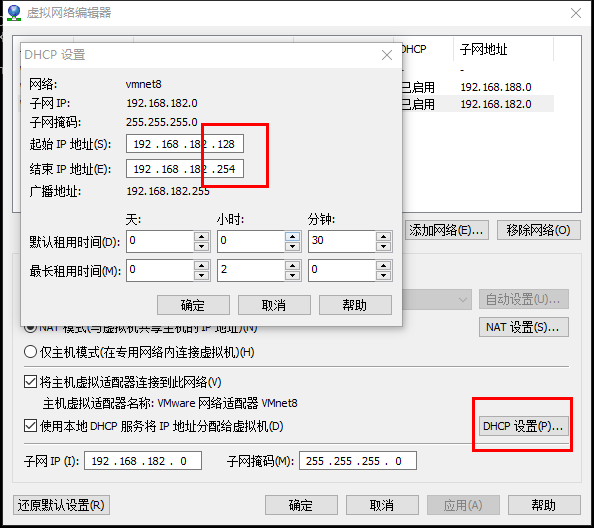 虚拟网络编辑器
DHCP 设置
DHCP 子网地址
- -
已启用 192.168.188.0
已启用 192.168.182.0
网络: vmnet8
子网 IP: 192.168.182.0
子网掩码: 255.255.255.0
起始 IP 地址(S): 192 . 168 . 182 . 128
结束 IP 地址(E): 192 . 168 . 182 . 254
广播地址: 192.168.182.255
天: 小时: 分钟:
默认租用时间(D): 0 0 30
最长租用时间(M): 0 2 0
确定 取消 帮助
添加网络(E)... 移除网络(O)
自动设置(U)...
NAT 模式(与虚拟机共享主机的 IP 地址)(N) NAT 设置(S)...
仅主机模式(在专用网络内连接虚拟机)(H)
将主机虚拟适配器连接到此网络(V)
主机虚拟适配器名称: VMware 网络适配器 VMnet8
使用本地 DHCP 服务将 IP 地址分配给虚拟机(D) DHCP 设置(P)...
子网 IP (I): 192 . 168 . 182 . 0 子网掩码(M): 255 . 255 . 255 . 0
还原默认设置(R) 确定 取消 应用(A) 帮助